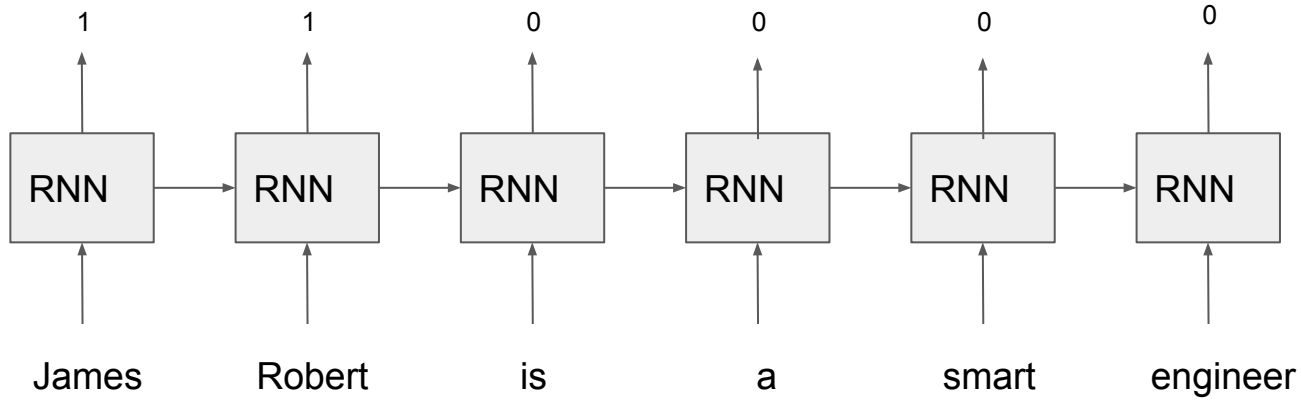 1 1 0 0 0 0
RNN RNN RNN RNN RNN RNN
James Robert is a smart engineer